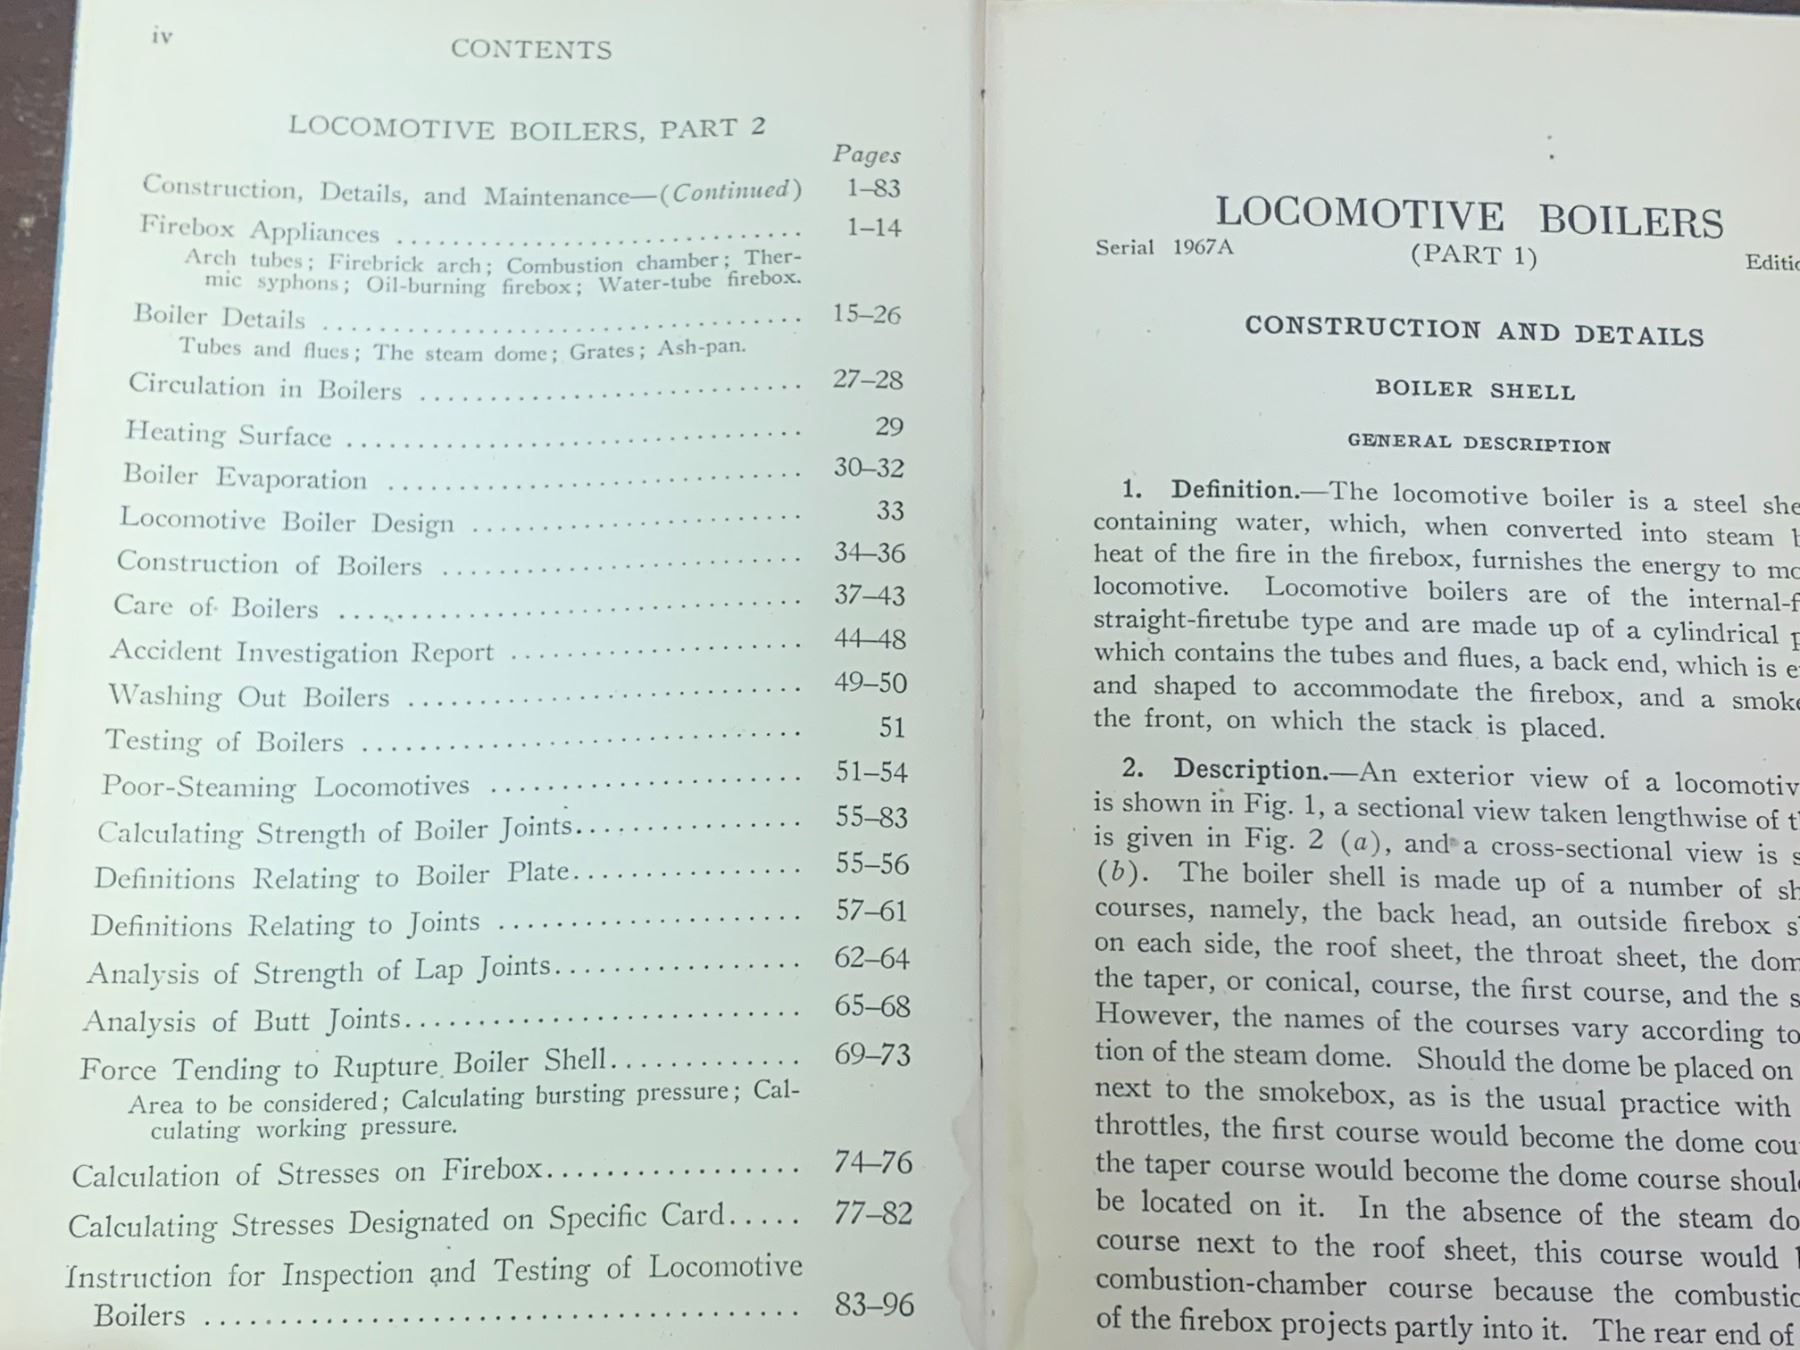 iv
CONTENTS
LOCOMOTIVE BOILERS, PART 2
Pages
Construction, Details, and Maintenance—(Continued) 1–83
Firebox Appliances ............................. 1–14
Arch tubes; Firebrick arch; Combustion chamber; Ther-
mic syphons; Oil-burning firebox; Water-tube firebox.
Boiler Details .................................. 15–26
Tubes and flues; The steam dome; Grates; Ash-pan.
Circulation in Boilers ........................... 27–28
Heating Surface ................................. 29
Boiler Evaporation .............................. 30–32
Locomotive Boiler Design ........................ 33
Construction of Boilers .......................... 34–36
Care of Boilers .................................. 37–43
Accident Investigation Report ..................... 44–48
Washing Out Boilers ............................. 49–50
Testing of Boilers ................................ 51
Poor-Steaming Locomotives ....................... 51–54
Calculating Strength of Boiler Joints................. 55–83
Definitions Relating to Boiler Plate................. 55–56
Definitions Relating to Joints ...................... 57–61
Analysis of Strength of Lap Joints.................. 62–64
Analysis of Butt Joints............................ 65–68
Force Tending to Rupture Boiler Shell.............. 69–73
Area to be considered; Calculating bursting pressure; Cal-
culating working pressure.
Calculation of Stresses on Firebox.................. 74–76
Calculating Stresses Designated on Specific Card..... 77–82
Instruction for Inspection and Testing of Locomotive
Boilers ........................................ 83–96
LOCOMOTIVE BOILERS
Serial 1967A (PART 1)
CONSTRUCTION AND DETAILS
BOILER SHELL
GENERAL DESCRIPTION
1. Definition.—The locomotive boiler is a steel
containing water, which, when converted into steam
heat of the fire in the firebox, furnishes the energy to
locomotive. Locomotive boilers are of the
straight-firetube type and are made up of a cylindrical
which contains the tubes and flues, a back end, which is
and shaped to accommodate the firebox, and a
the front, on which the stack is placed.
2. Description.—An exterior view of a
is shown in Fig. 1, a sectional view taken lengthwise of
is given in Fig. 2 (a), and a cross-sectional view is
(b). The boiler shell is made up of a number of
courses, namely, the back head, an outside firebox
on each side, the roof sheet, the throat sheet, the
the taper, or conical, course, the first course, and the
However, the names of the courses vary according to
tion of the steam dome. Should the dome be placed on
next to the smokebox, as is the usual practice with
throttles, the first course would become the dome
the taper course would become the dome course
be located on it. In the absence of the steam
course next to the roof sheet, this course would
combustion-chamber course because the
of the firebox projects partly into it. The rear end of